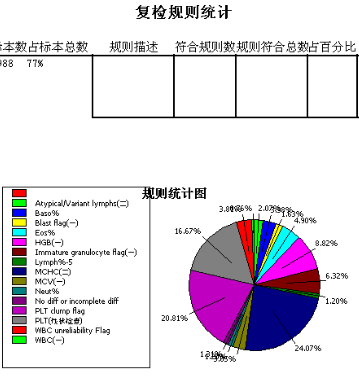 复检规则统计
标本数占标本总数 规则描述 符合规则数 规则符合总数占百分比
988 77%
规则统计图
Atypical/Variant lymphs(二)
Baso%
Blast flag(一)
Eos%
HGB(一)
Immature granulocyte flag(一)
Lymph%-5
MCHC(二)
MCV(一)
Neut%
No diff or incomplete diff
PLT clump flag
PLT(性状检查)
WBC unreliability Flag
WBC(一)
2.07%
1.63%
4.90%
8.82%
6.32%
1.20%
24.07%
20.81%
16.67%